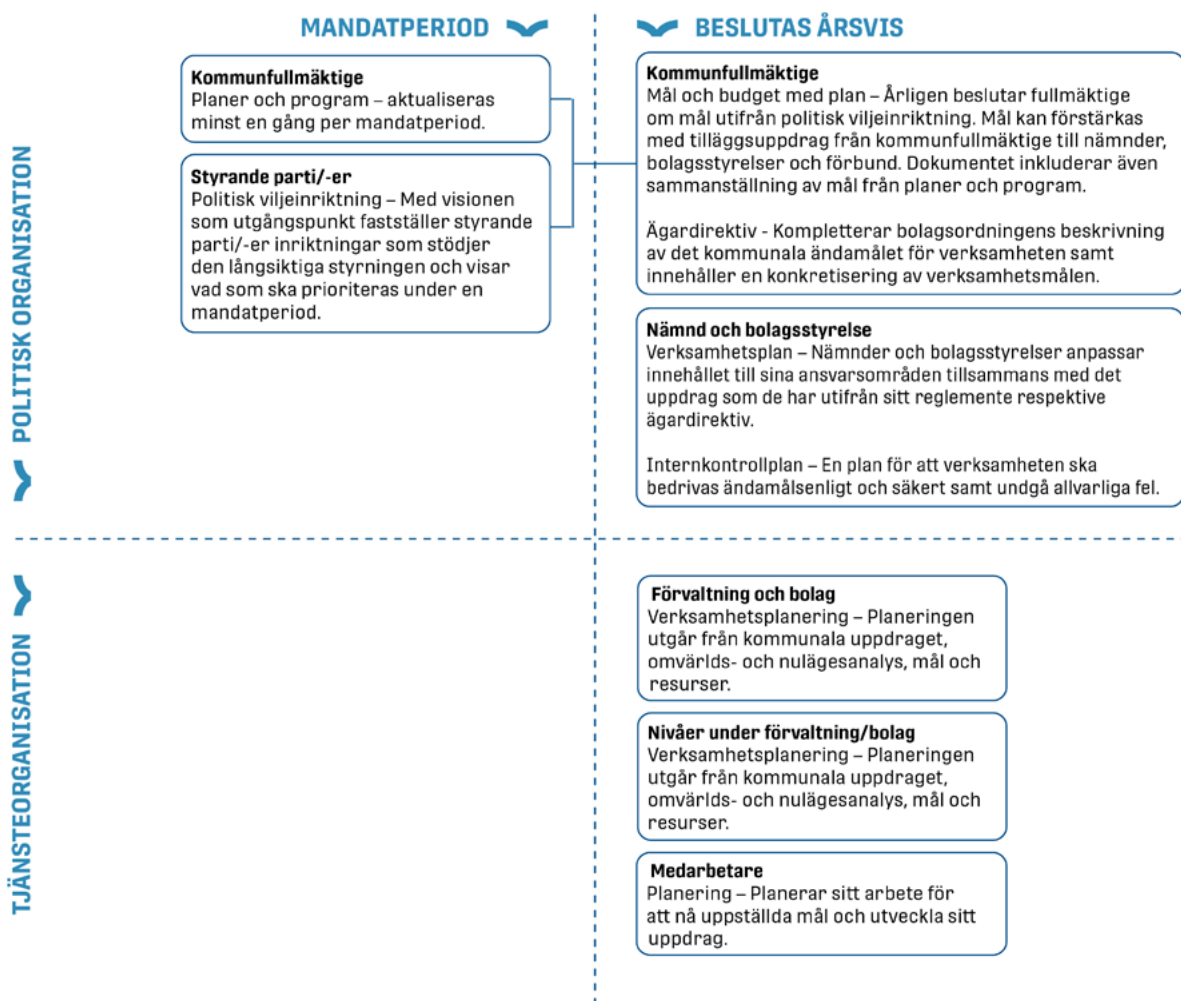 MANDATPERIOD
BESLUTAS ÅRSVIS
POLITISK ORGANISATION
Kommunfullmäktige
Planer och program – aktualiseras
minst en gång per mandatperiod.
Styrande parti/-er
Politisk viljeinriktning – Med visionen
som utgångspunkt fastställer styrande
parti/-er inriktningar som stödjer
den långsiktiga styrningen och visar
vad som ska prioriteras under en
mandatperiod.
Kommunfullmäktige
Mål och budget med plan – Årligen beslutar fullmäktige
om mål utifrån politisk viljeinriktning. Mål kan förstärkas
med tilläggsuppdrag från kommunfullmäktige till nämnder,
bolagsstyrelser och förbund. Dokumentet inkluderar även
sammanställning av mål från planer och program.
Ägardirektiv - Kompletterar bolagsordningens beskrivning
av det kommunala ändamålet för verksamheten samt
innehåller en konkretisering av verksamhetsmålen.
Nämnd och bolagsstyrelse
Verksamhetsplan – Nämnder och bolagsstyrelser anpassar
innehållet till sina ansvarsområden tillsammans med det
uppdrag som de har utifrån sitt reglemente respektive
ägardirektiv.
Internkontrollplan – En plan för att verksamheten ska
bedrivas ändamålsenligt och säkert samt undgå allvarliga fel.
TJÄNSTEORGANISATION
Förvaltning och bolag
Verksamhetsplanering – Planeringen
utgår från kommunala uppdraget,
omvärlds- och nulägesanalys, mål och
resurser.
Nivåer under förvaltning/bolag
Verksamhetsplanering – Planeringen
utgår från kommunala uppdraget,
omvärlds- och nulägesanalys, mål och
resurser.
Medarbetare
Planering – Planerar sitt arbete för
att nå uppställda mål och utveckla sitt
uppdrag.